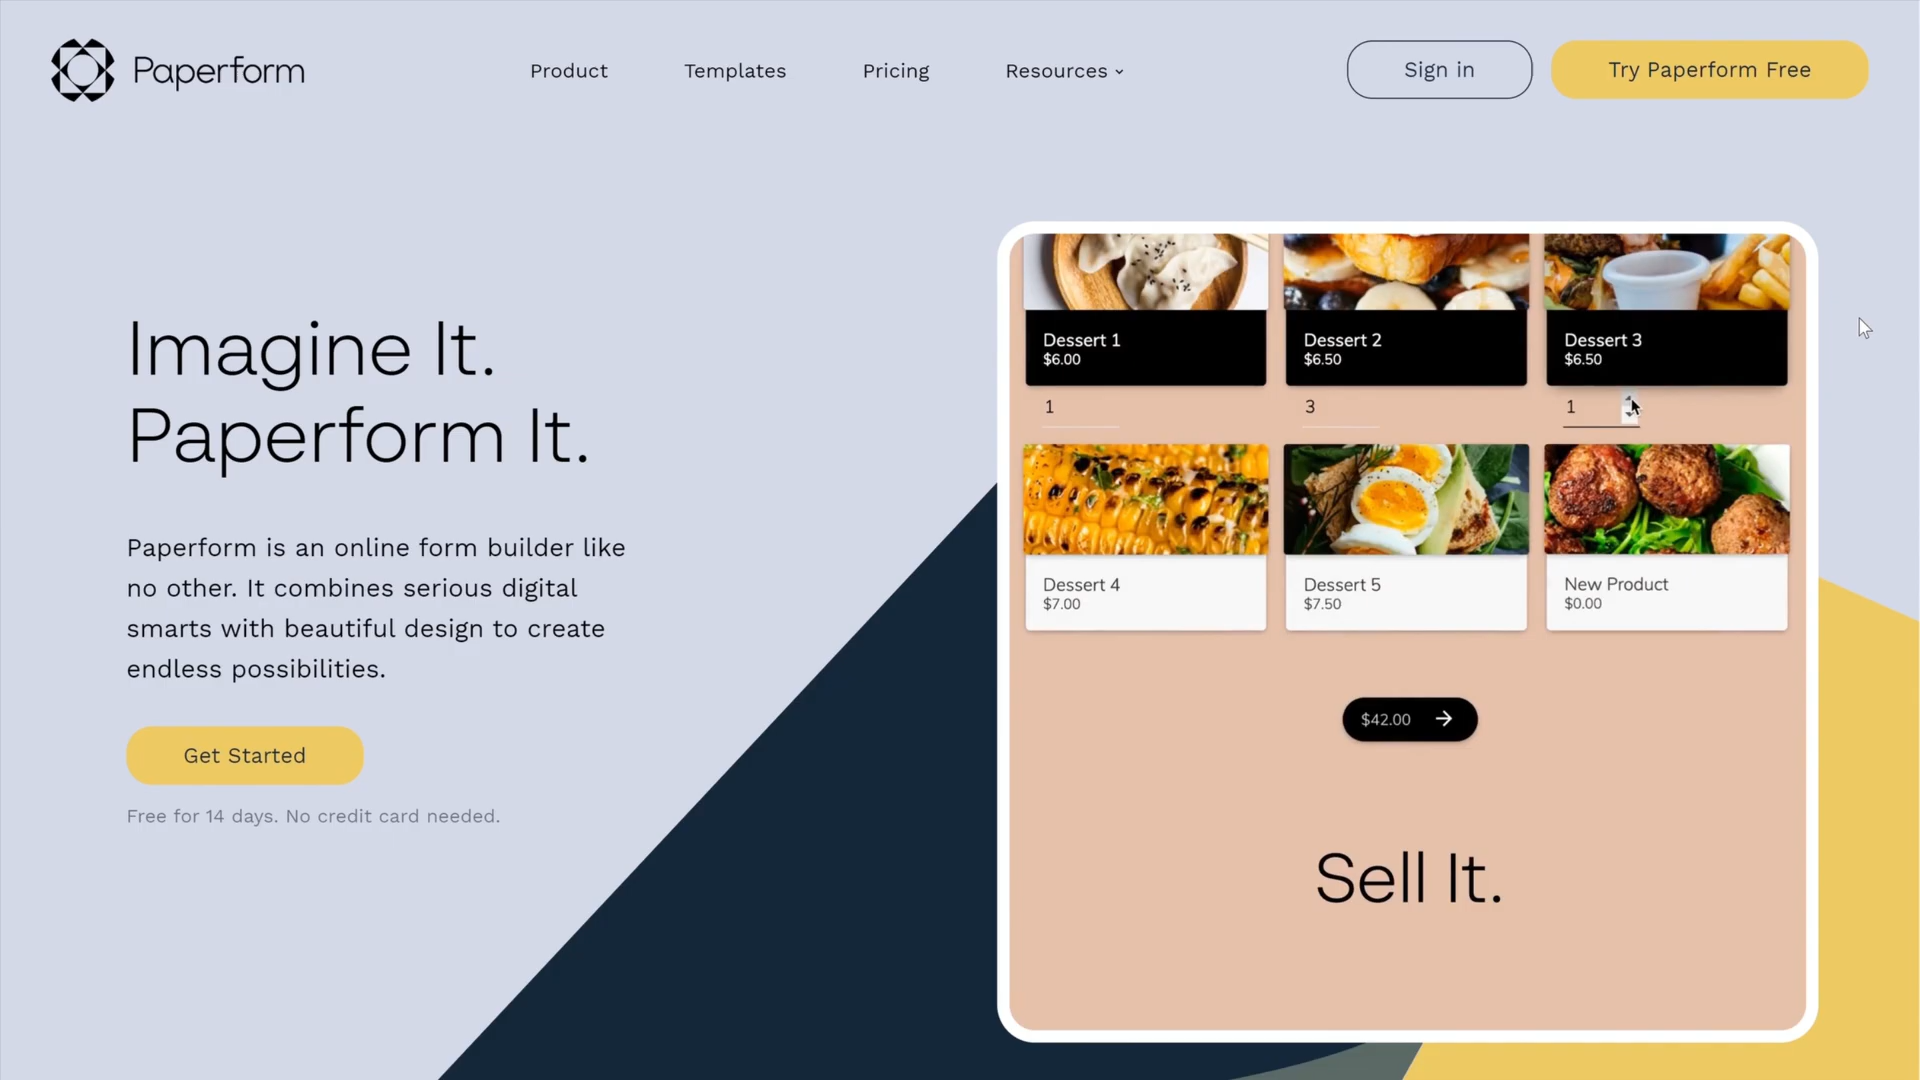 Paperform
Product
Templates
Pricing
Resources
Sign in
Try Paperform Free
Imagine It.
Paperform It.
Paperform is an online form builder like
no other. It combines serious digital
smarts with beautiful design to create
endless possibilities.
Get Started
Free for 14 days. No credit card needed.
Dessert 1
$6.00
Dessert 2
$6.50
Dessert 3
$6.50
1
3
1
Dessert 4
$7.00
Dessert 5
$7.50
New Product
$0.00
$42.00
Sell It.